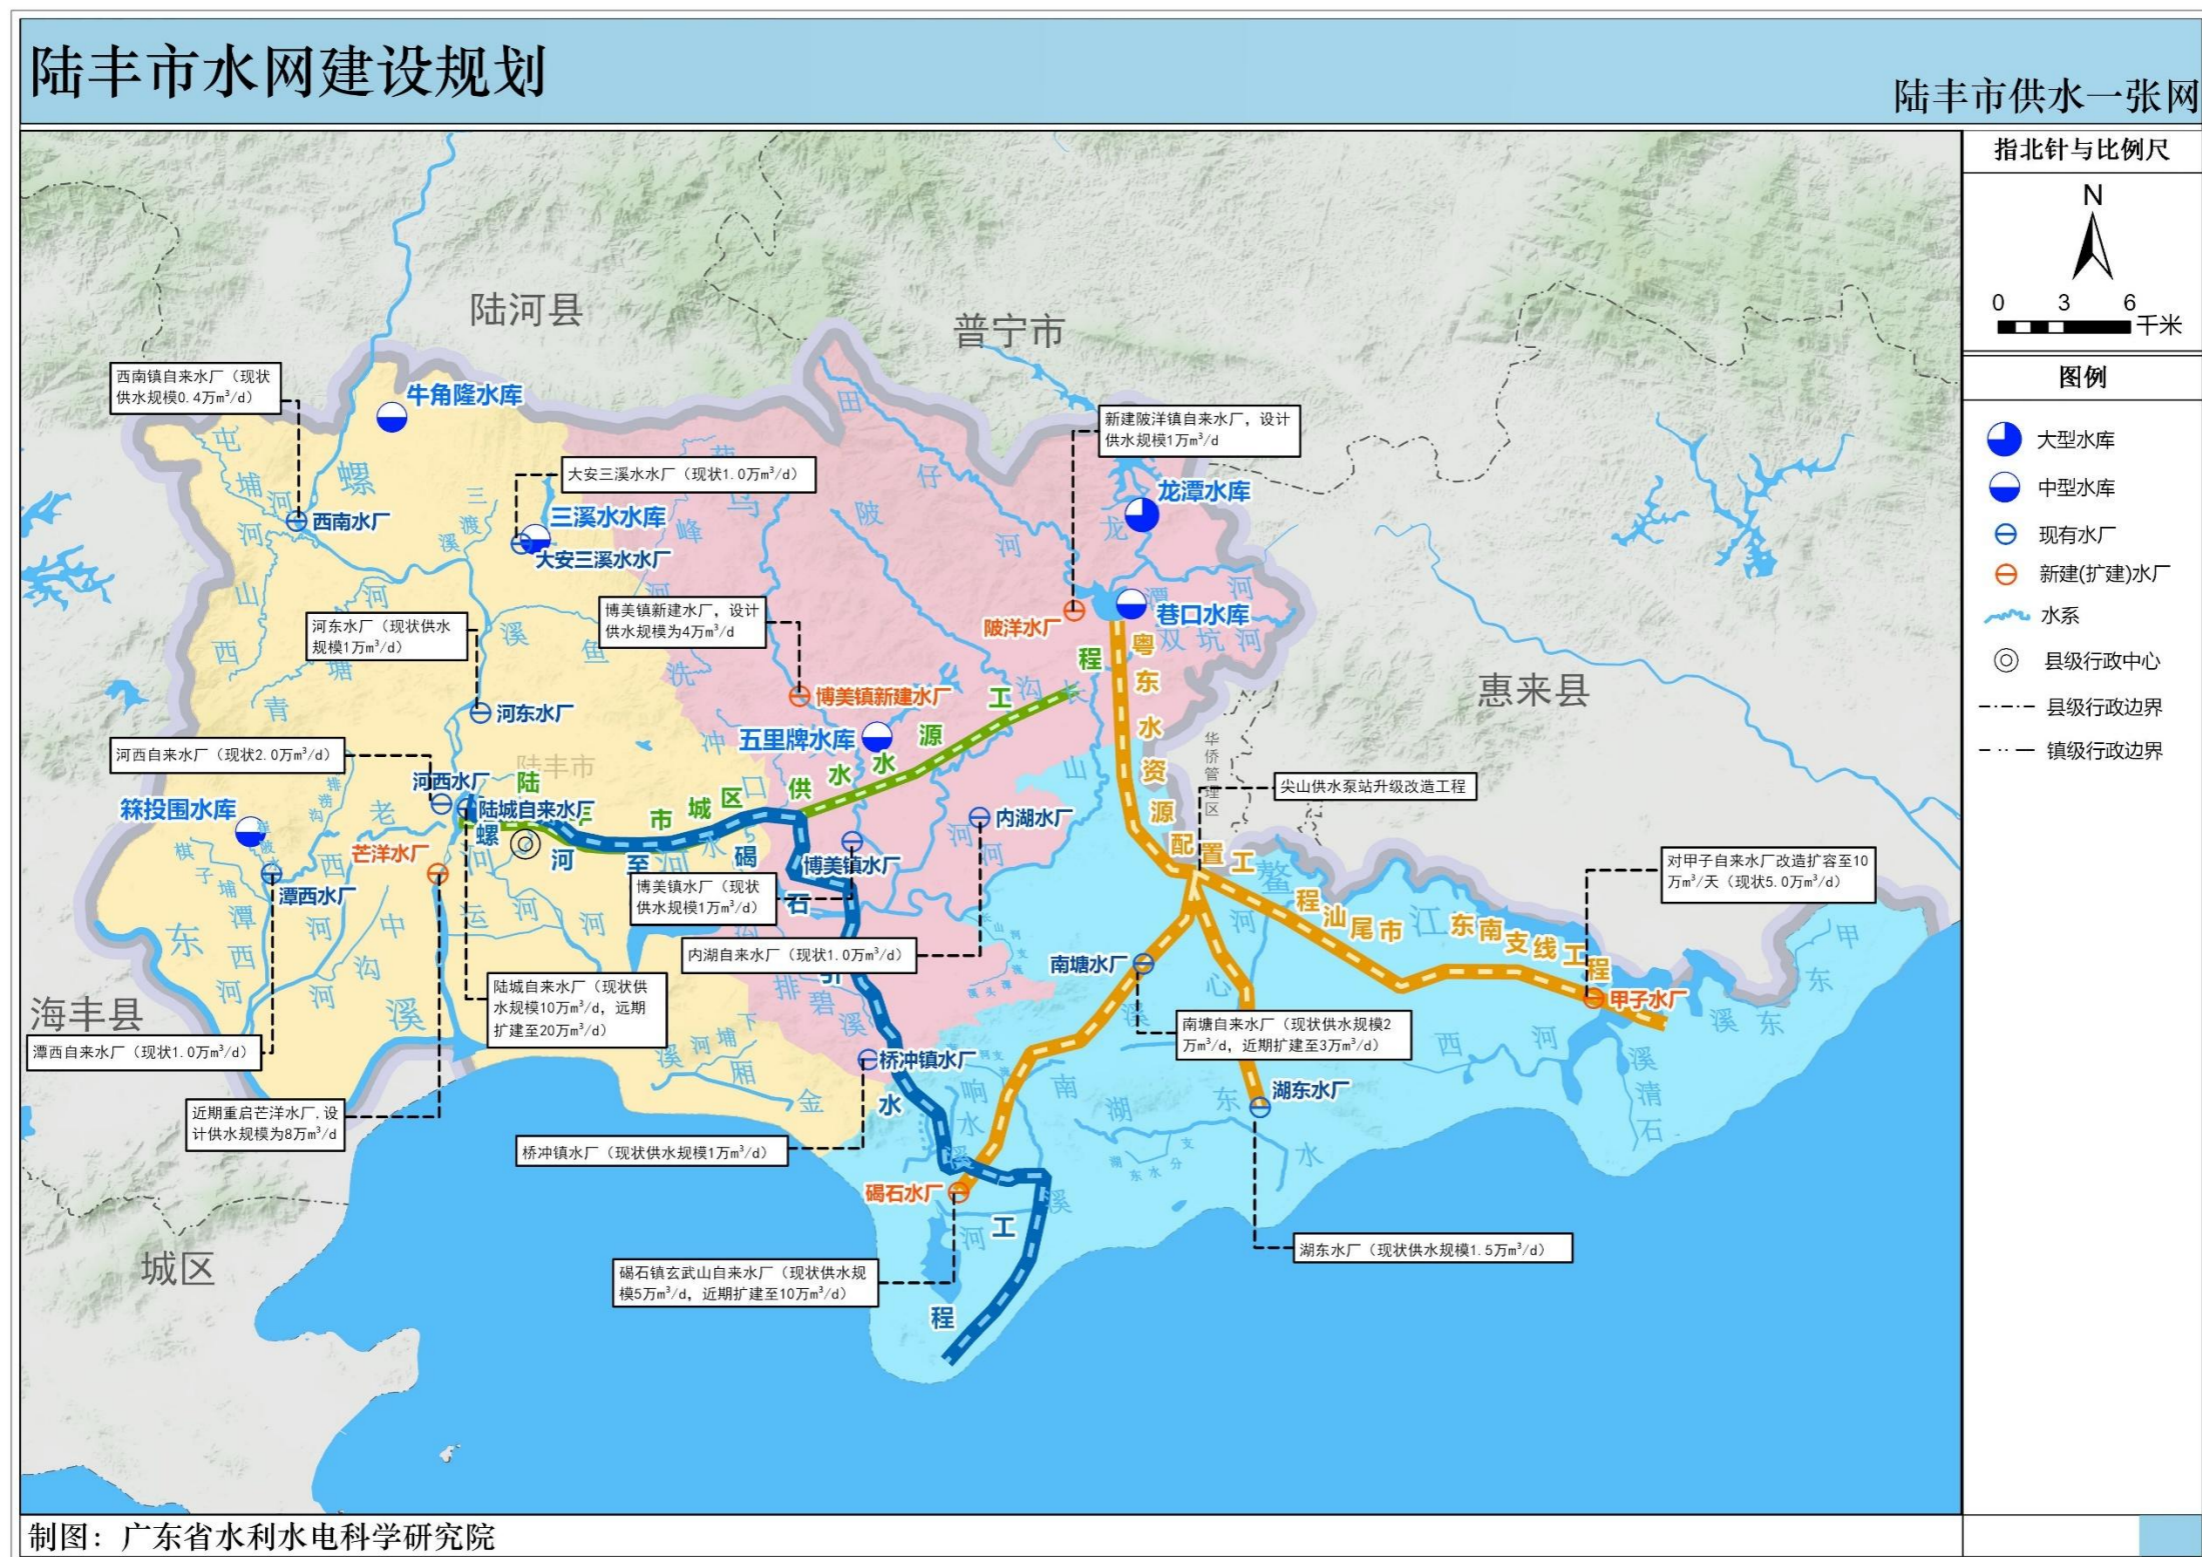 陆丰市水网建设规划
陆丰市供水一张网
指北针与比例尺
N
0 3 6
千米
图例
大型水库
中型水库
现有水厂
新建(扩建)水厂
水系
县级行政中心
县级行政边界
镇级行政边界
陆河县
普宁市
惠来县
海丰县
城区
陆丰市
华侨管理区
西南镇自来水厂（现状
供水规模0.4万m³/d）
牛角隆水库
西南水厂
大安三溪水水厂（现状1.0万m³/d）
三溪水水库
大安三溪水水厂
新建陂洋镇自来水厂，设计
供水规模1万m³/d
龙潭水库
巷口水库
陂洋水厂
博美镇新建水厂，设计
供水规模为4万m³/d
博美镇新建水厂
五里牌水库
河东水厂（现状供水
规模1万m³/d）
河东水厂
河西自来水厂（现状2.0万m³/d）
河西水厂
陆城自来水厂
箖投围水库
芒洋水厂
潭西水厂
尖山供水泵站升级改造工程
内湖水厂
博美镇水厂
博美镇水厂（现状
供水规模1万m³/d）
内湖自来水厂（现状1.0万m³/d）
对甲子自来水厂改造扩容至10
万m³/天（现状5.0万m³/d）
甲子水厂
南塘水厂
南塘自来水厂（现状供水规模2
万m³/d，近期扩建至3万m³/d）
陆城自来水厂（现状供
水规模10万m³/d，远期
扩建至20万m³/d）
潭西自来水厂（现状1.0万m³/d）
近期重启芒洋水厂,设
计供水规模为8万m³/d
桥冲镇水厂
桥冲镇水厂（现状供水规模1万m³/d）
湖东水厂
湖东水厂（现状供水规模1.5万m³/d）
碣石水厂
碣石镇玄武山自来水厂（现状供水规
模5万m³/d，近期扩建至10万m³/d）
陆丰市城区供水水源工程
粤东水资源配置工程汕尾市东南支线工程
螺河至碣石引水工程
屯埔河
三渡溪
田仔河
陂沟河
龙潭河
双坑河
鳌江
制图：广东省水利水电科学研究院